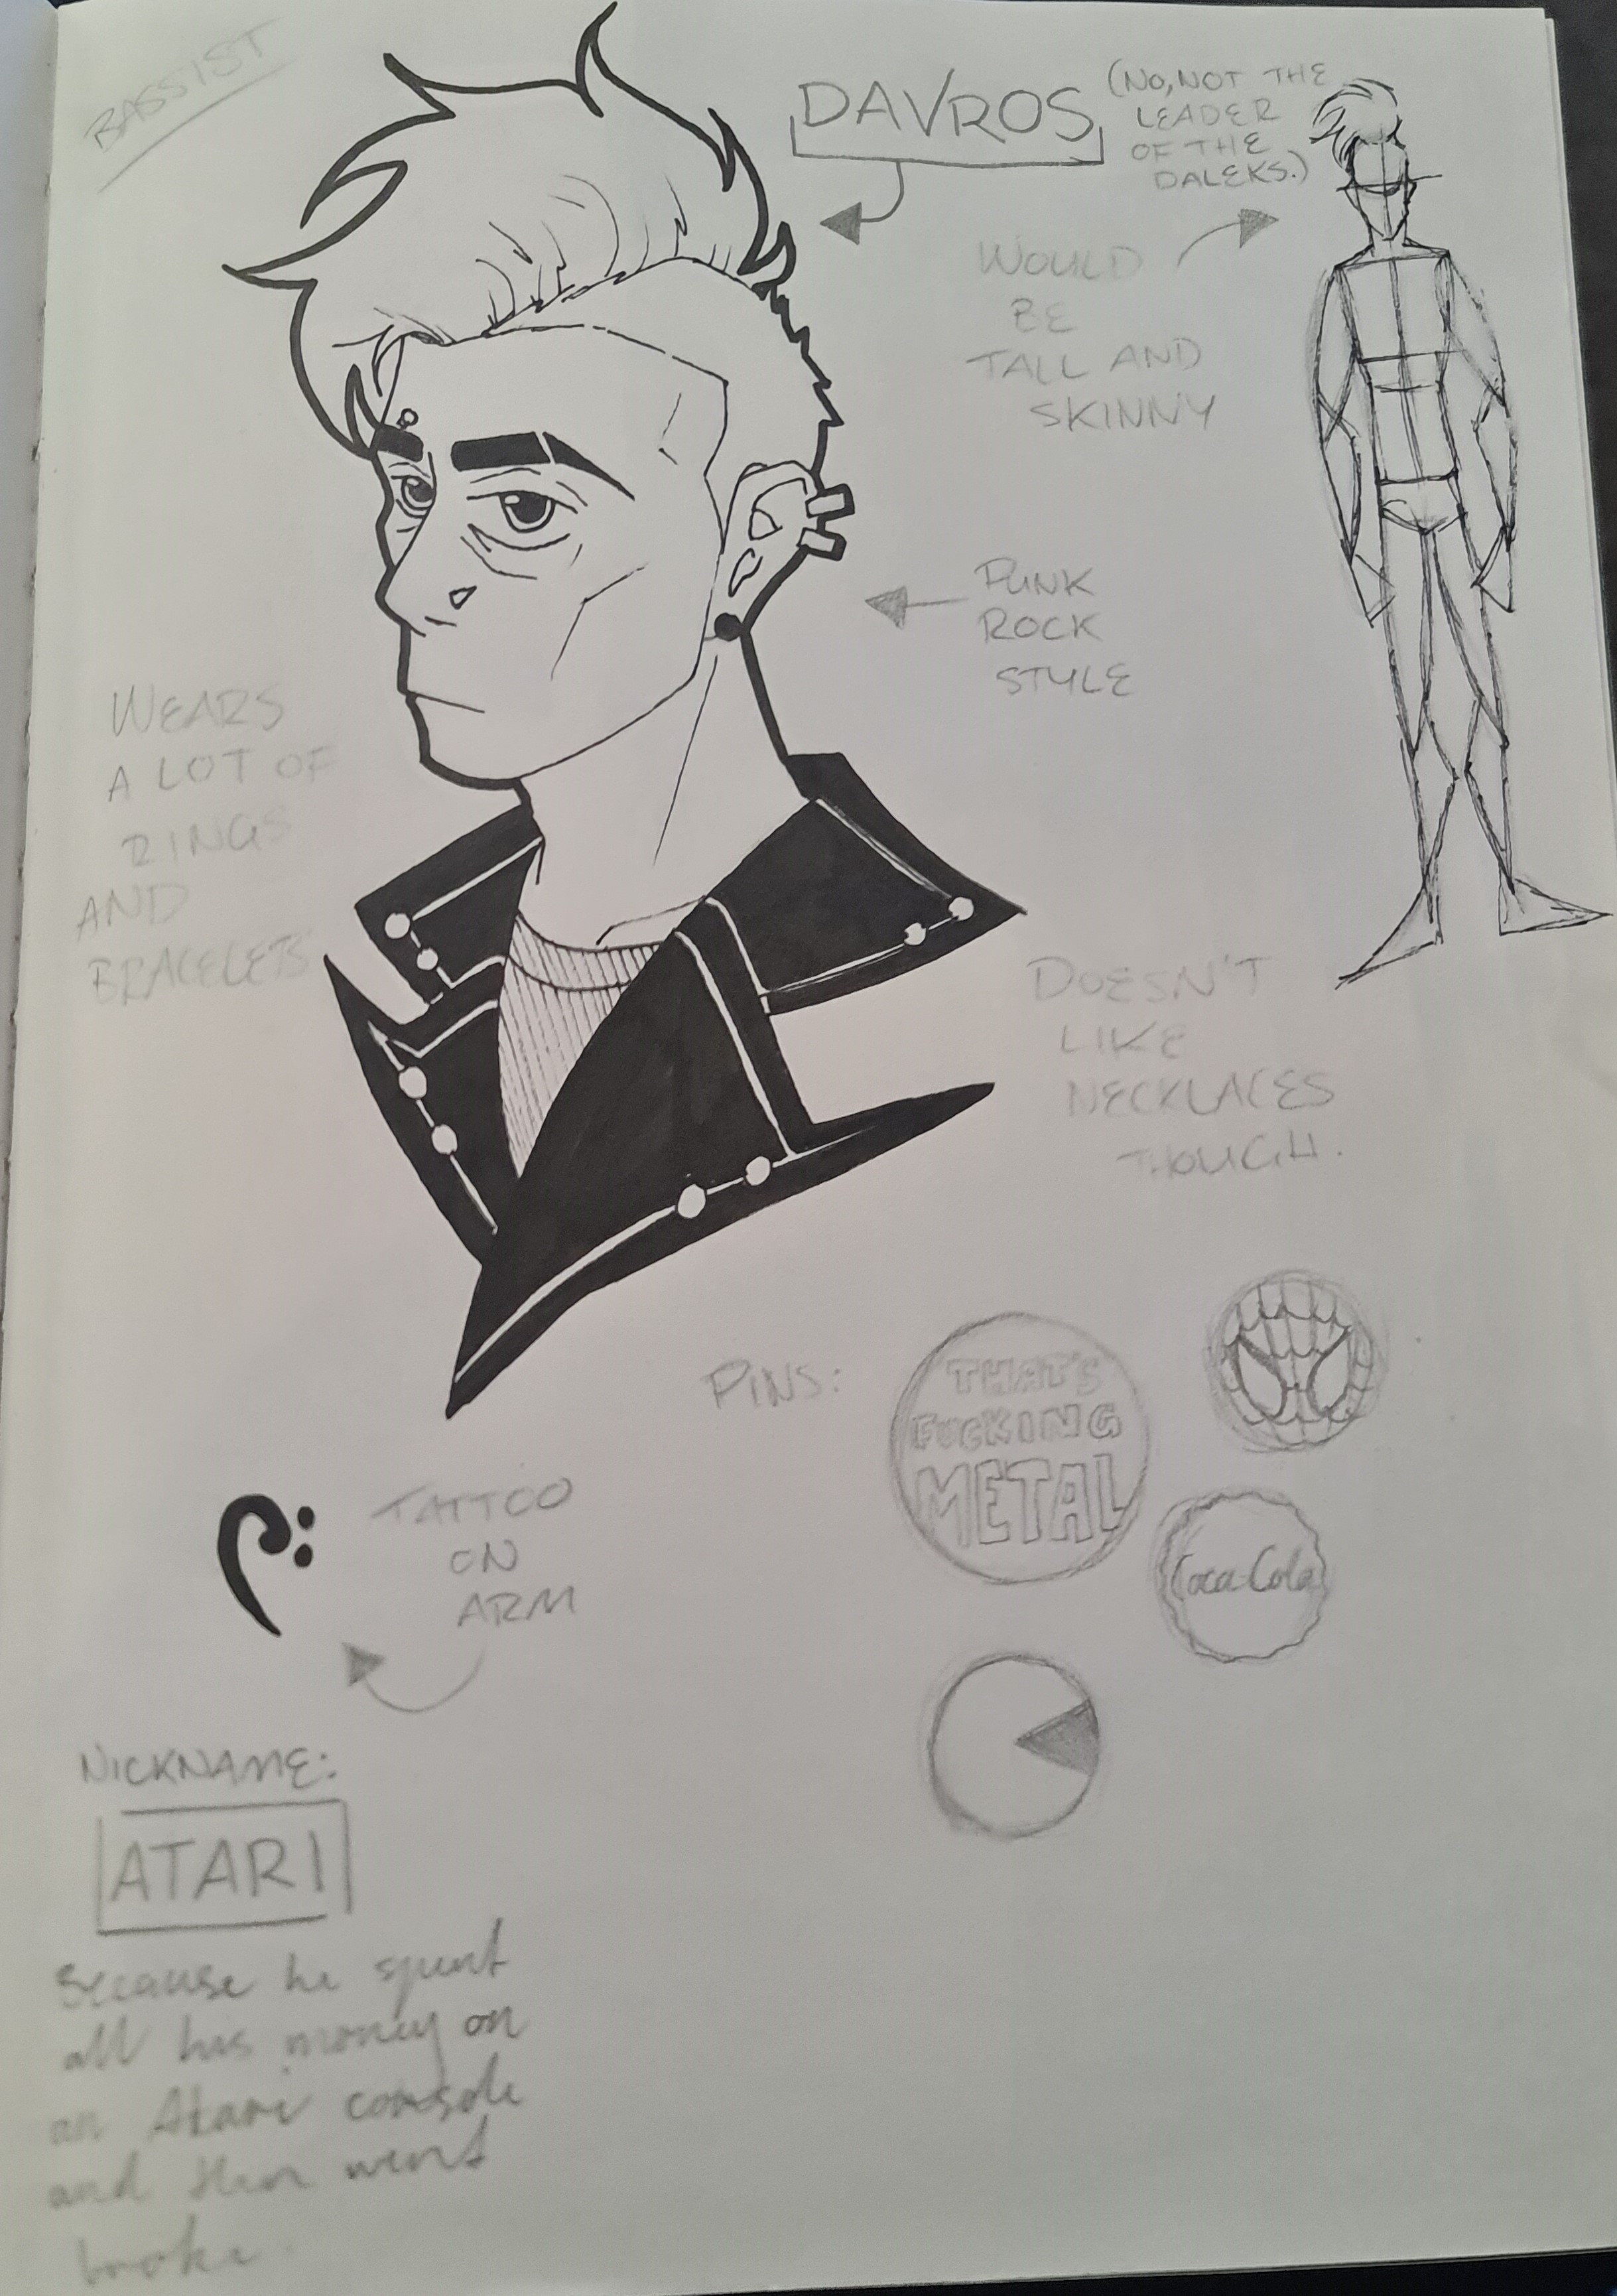 BASSIST
DAVROS
(NO, NOT THE
LEADER
OF THE
DALEKS.)
WOULD
BE
TALL AND
SKINNY
PUNK
ROCK
STYLE
WEARS
A LOT OF
RINGS
AND
BRACELETS
DOESN'T
LIKE
NECKLACES
THOUGH.
PINS:
THAT'S
FUCKING
METAL
Coca-Cola
TATTOO
ON
ARM
NICKNAME:
ATARI
Because he spent
all his money on
an Atari console
and then went
broke